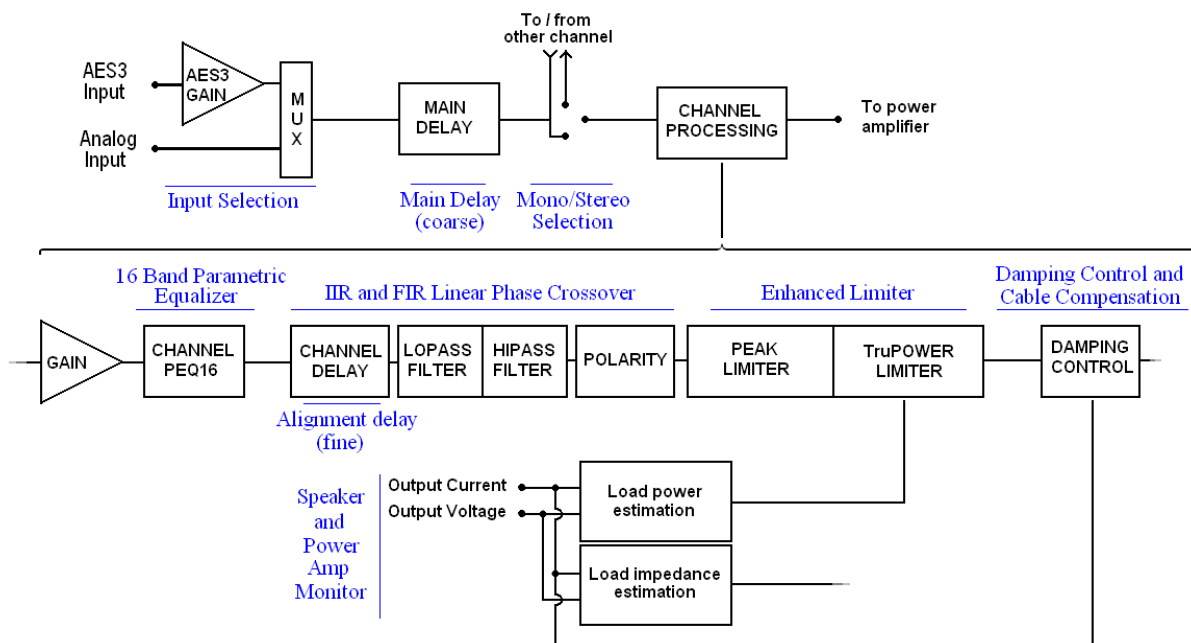 To / from
other channel
AES3
Input
AES3
GAIN
MUX
Analog
Input
MAIN
DELAY
CHANNEL
PROCESSING
To power
amplifier
Input Selection
Main Delay
(coarse)
Mono/Stereo
Selection
16 Band Parametric
Equalizer
IIR and FIR Linear Phase Crossover
Enhanced Limiter
Damping Control and
Cable Compensation
GAIN
CHANNEL
PEQ16
CHANNEL
DELAY
LOPASS
FILTER
HIPASS
FILTER
POLARITY
PEAK
LIMITER
TruPOWER
LIMITER
DAMPING
CONTROL
Alignment delay
(fine)
Speaker
and
Power
Amp
Monitor
Output Current
Output Voltage
Load power
estimation
Load impedance
estimation